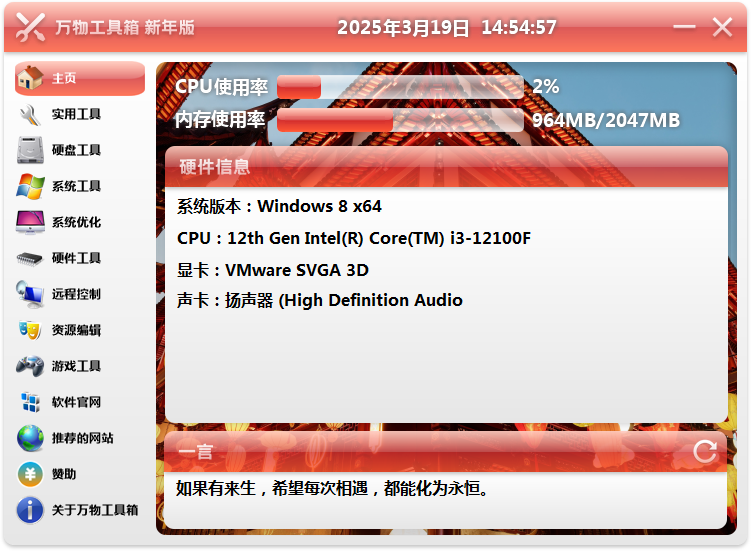 万物工具箱 新年版
2025年3月19日 14:54:57
主页
实用工具
硬盘工具
系统工具
系统优化
硬件工具
远程控制
资源编辑
游戏工具
软件官网
推荐的网站
赞助
关于万物工具箱
CPU使用率 2%
内存使用率 964MB/2047MB
硬件信息
系统版本：Windows 8 x64
CPU：12th Gen Intel(R) Core(TM) i3-12100F
显卡：VMware SVGA 3D
声卡：扬声器 (High Definition Audio
一言
如果有来生，希望每次相遇，都能化为永恒。